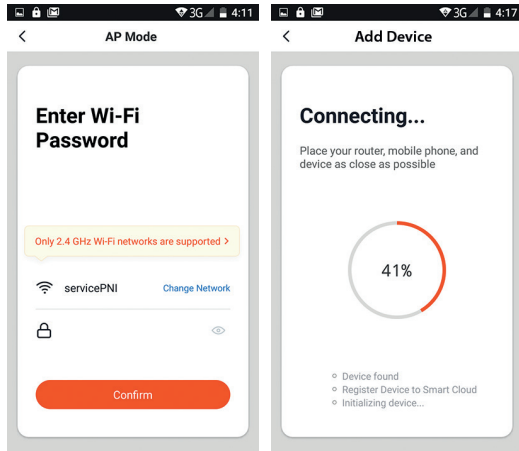 3G 4:11
AP Mode
Enter Wi-Fi
Password
Only 2.4 GHz Wi-Fi networks are supported >
servicePNI Change Network
Confirm
3G 4:17
Add Device
Connecting...
Place your router, mobile phone, and
device as close as possible
41%
Device found
Register Device to Smart Cloud
Initializing device...